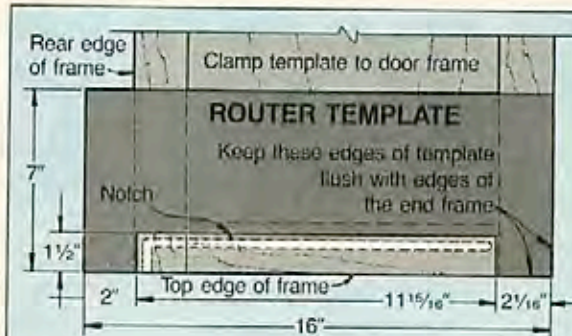 Rear edge
of frame
Clamp template to door frame
ROUTER TEMPLATE
Keep these edges of template
flush with edges of
the end frame
7"
Notch
1½"
Top edge of frame
2"
11¹⁵⁄₁₆"
2¹⁄₁₆"
16"